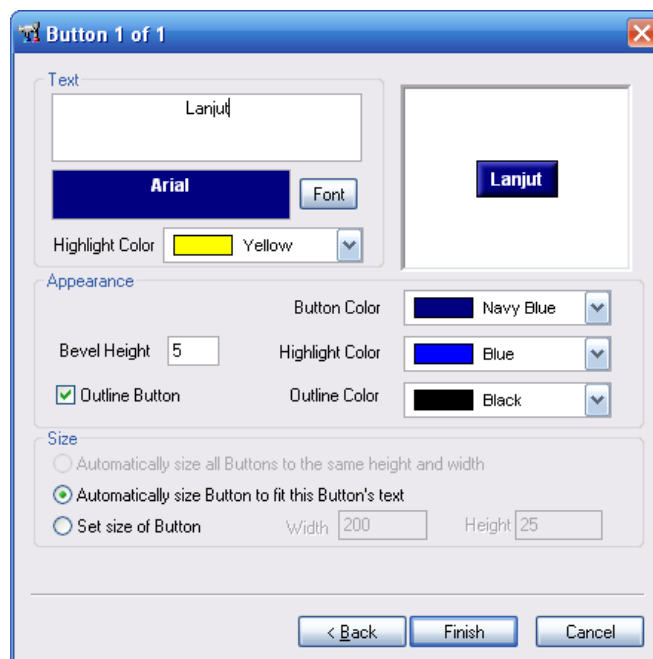 Button 1 of 1
Text
Lanjut
Arial
Font
Highlight Color Yellow
Lanjut
Appearance
Button Color Navy Blue
Bevel Height 5 Highlight Color Blue
Outline Button Outline Color Black
Size
Automatically size all Buttons to the same height and width
Automatically size Button to fit this Button's text
Set size of Button Width 200 Height 25
< Back Finish Cancel